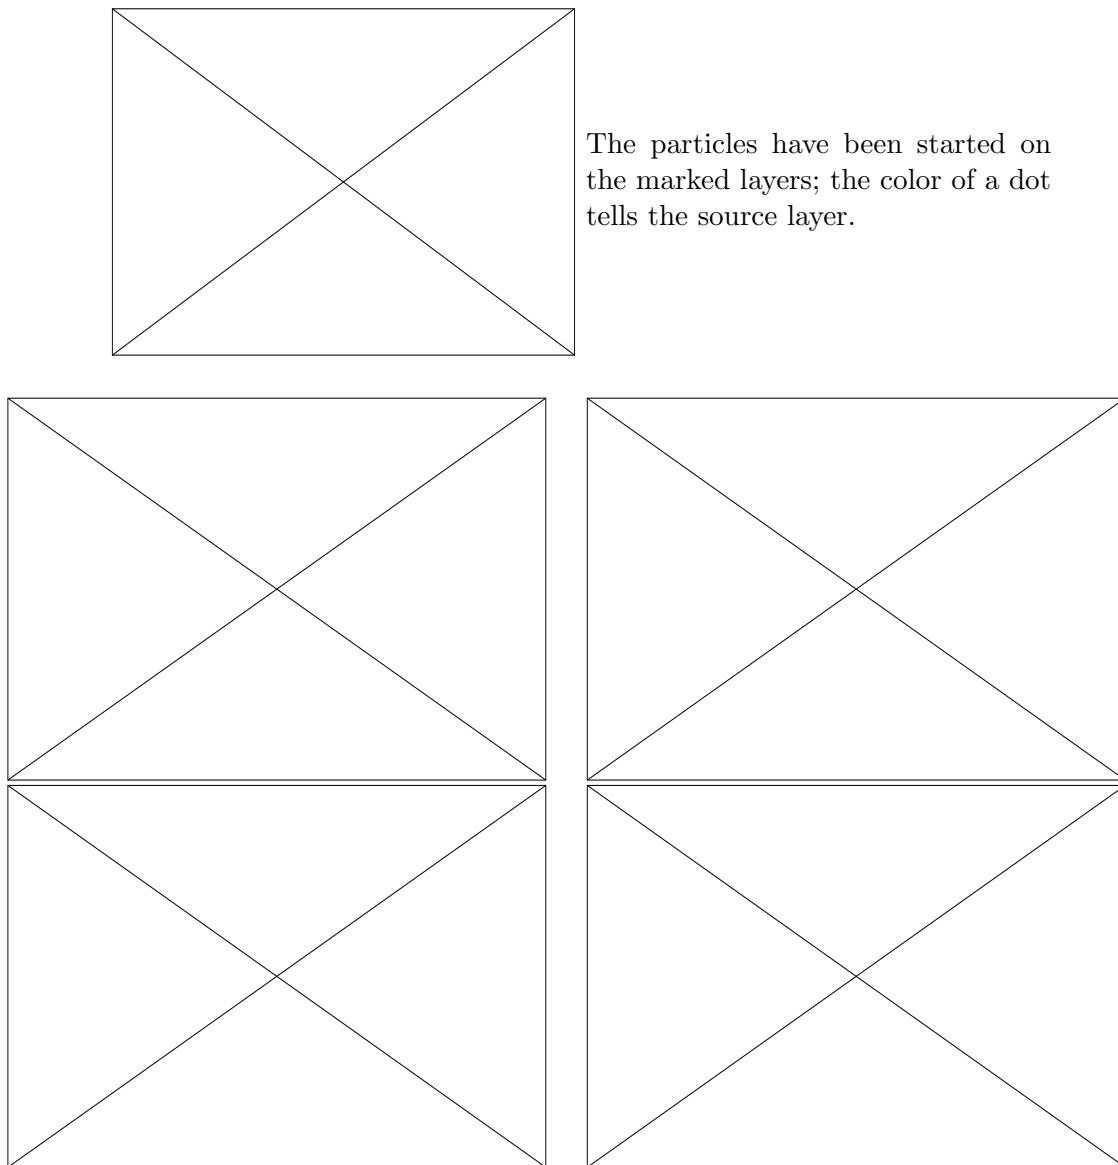 The particles have been started on
the marked layers; the color of a dot
tells the source layer.